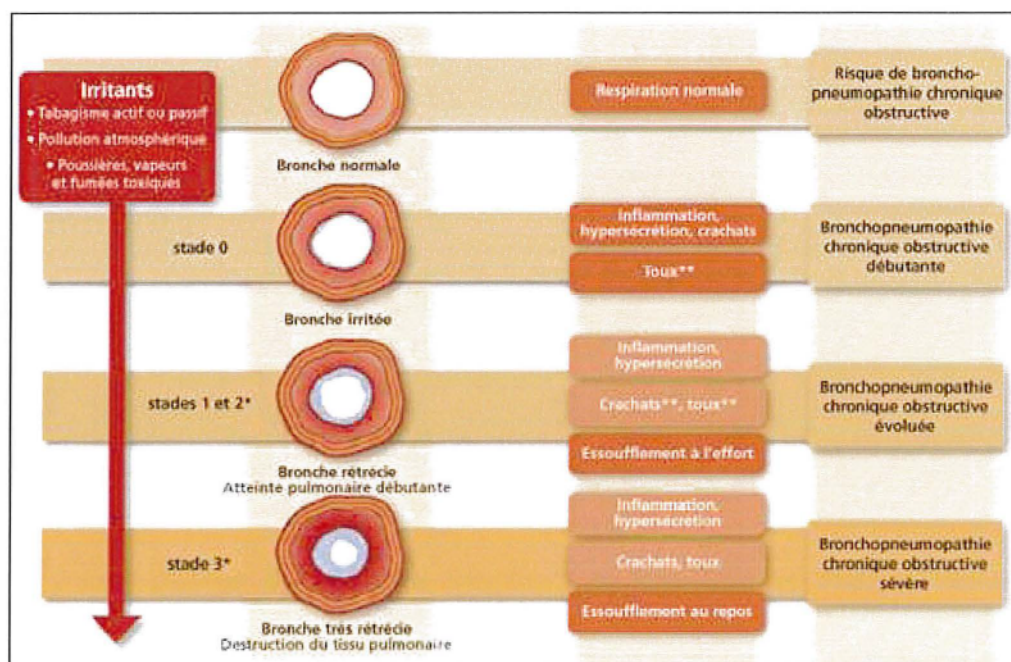 Irritants
• Tabagisme actif ou passif
• Pollution atmosphérique
• Poussières, vapeurs
et fumées toxiques
Bronche normale
Respiration normale
Risque de broncho-
pneumopathie chronique
obstructive
stade 0
Bronche irritée
Inflammation,
hypersécrétion, crachats
Toux**
Bronchopneumopathie
chronique obstructive
débutante
stades 1 et 2*
Bronche rétrécie
Atteinte pulmonaire débutante
Inflammation,
hypersécrétion
Crachats**, toux**
Essoufflement à l'effort
Bronchopneumopathie
chronique obstructive
évoluée
stade 3*
Bronche très rétrécie
Destruction du tissu pulmonaire
Inflammation,
hypersécrétion
Crachats, toux
Essoufflement au repos
Bronchopneumopathie
chronique obstructive
sévère